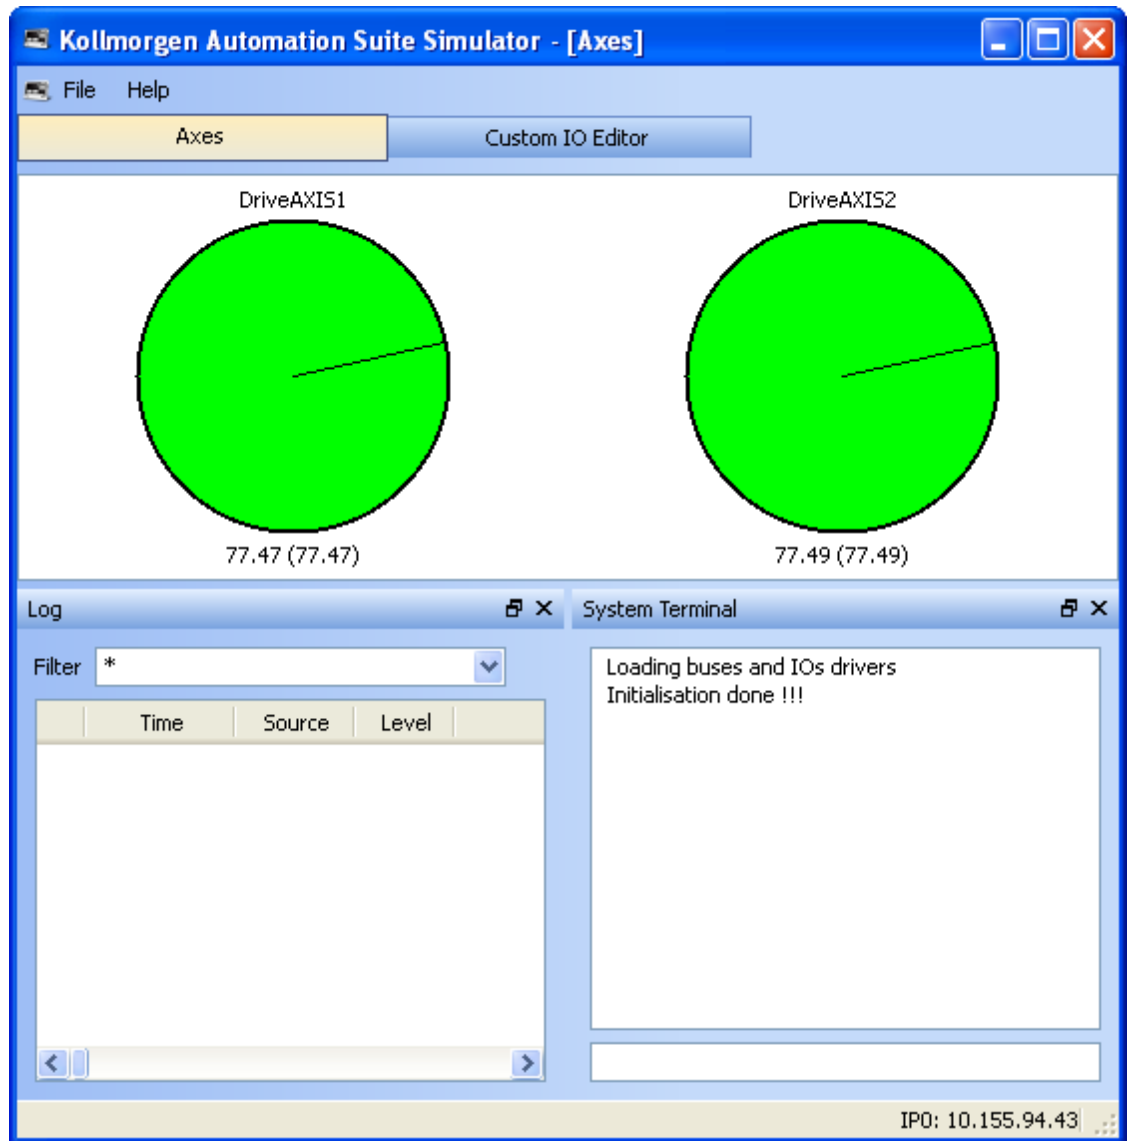 Kollmorgen Automation Suite Simulator - [Axes]
File Help
Axes Custom IO Editor
DriveAXIS1 DriveAXIS2
77.47 (77.47) 77.49 (77.49)
Log
Filter *
Time Source Level
System Terminal
Loading buses and IOs drivers
Initialisation done !!!
IP0: 10.155.94.43